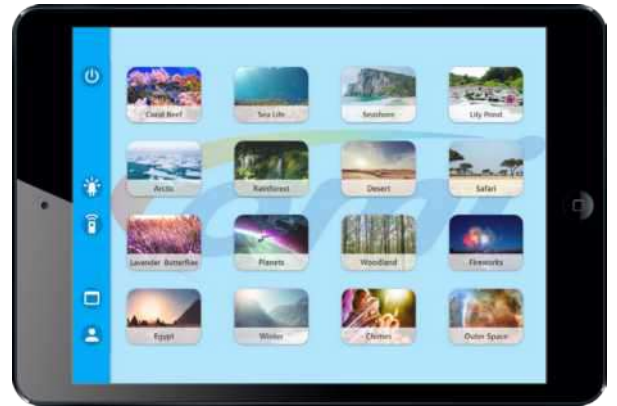 Coral Reef
Sea Life
Seashore
Lily Pond
Arctic
Rainforest
Desert
Safari
Lavender Butterflies
Planets
Woodland
Fireworks
Egypt
Winter
Chimes
Outer Space